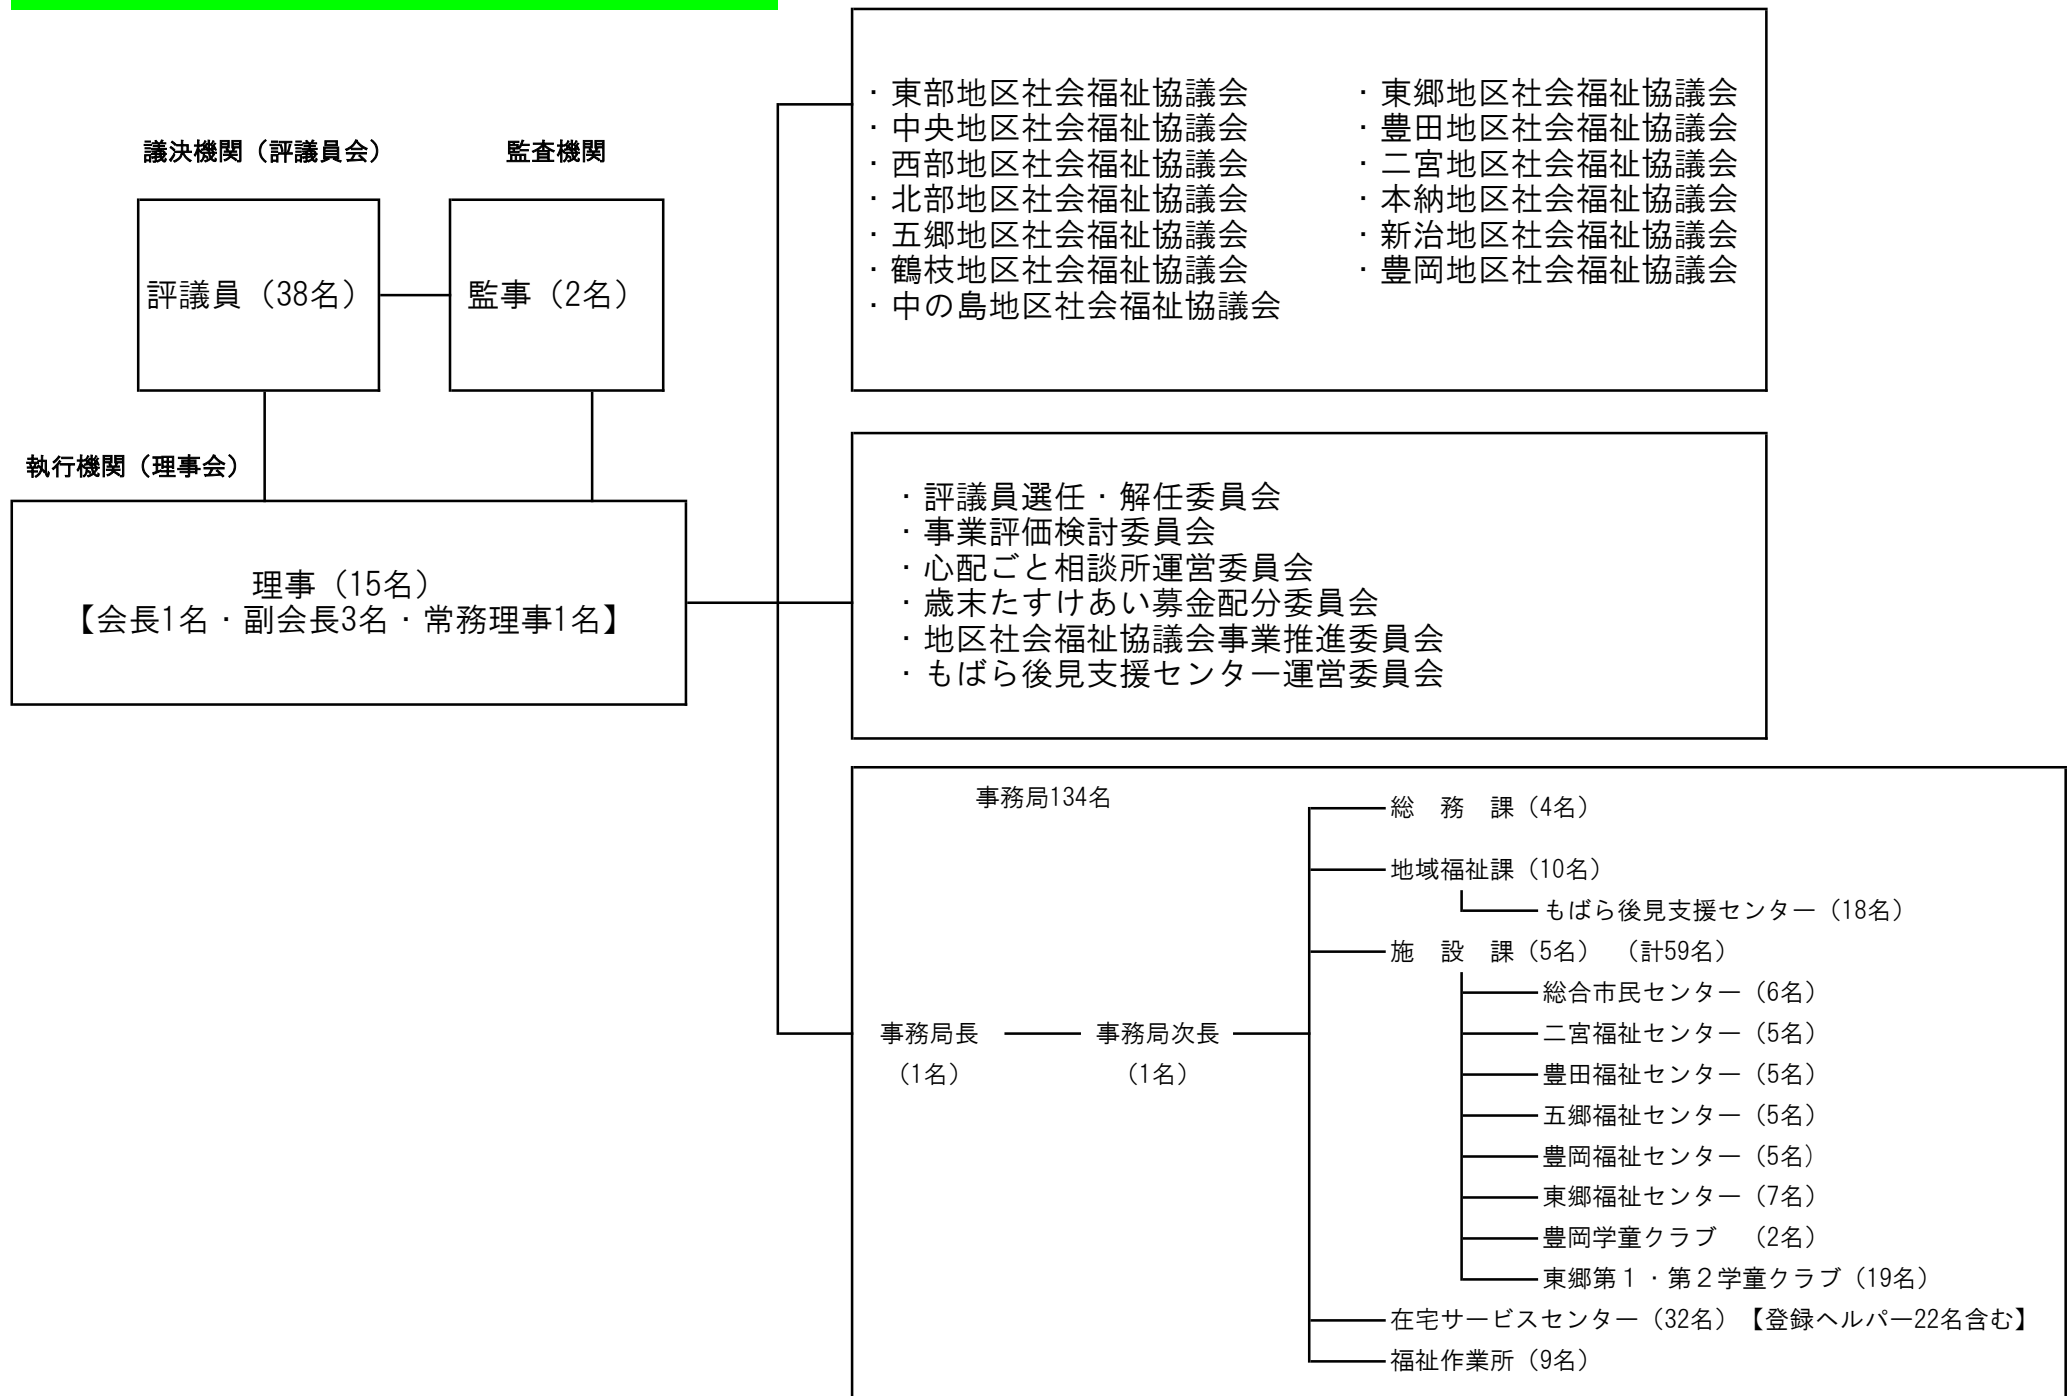 議決機関（評議員会）
監査機関
評議員（38名）
監事（2名）
執行機関（理事会）
理事（15名）
【会長1名・副会長3名・常務理事1名】
・東部地区社会福祉協議会
・中央地区社会福祉協議会
・西部地区社会福祉協議会
・北部地区社会福祉協議会
・五郷地区社会福祉協議会
・鶴枝地区社会福祉協議会
・中の島地区社会福祉協議会
・東郷地区社会福祉協議会
・豊田地区社会福祉協議会
・二宮地区社会福祉協議会
・本納地区社会福祉協議会
・新治地区社会福祉協議会
・豊岡地区社会福祉協議会
・評議員選任・解任委員会
・事業評価検討委員会
・心配ごと相談所運営委員会
・歳末たすけあい募金配分委員会
・地区社会福祉協議会事業推進委員会
・もばら後見支援センター運営委員会
事務局134名
事務局長
（1名）
事務局次長
（1名）
総　務　課（4名）
地域福祉課（10名）
もばら後見支援センター（18名）
施　設　課（5名）　（計59名）
総合市民センター（6名）
二宮福祉センター（5名）
豊田福祉センター（5名）
五郷福祉センター（5名）
豊岡福祉センター（5名）
東郷福祉センター（7名）
豊岡学童クラブ　（2名）
東郷第１・第２学童クラブ（19名）
在宅サービスセンター（32名）【登録ヘルパー22名含む】
福祉作業所（9名）